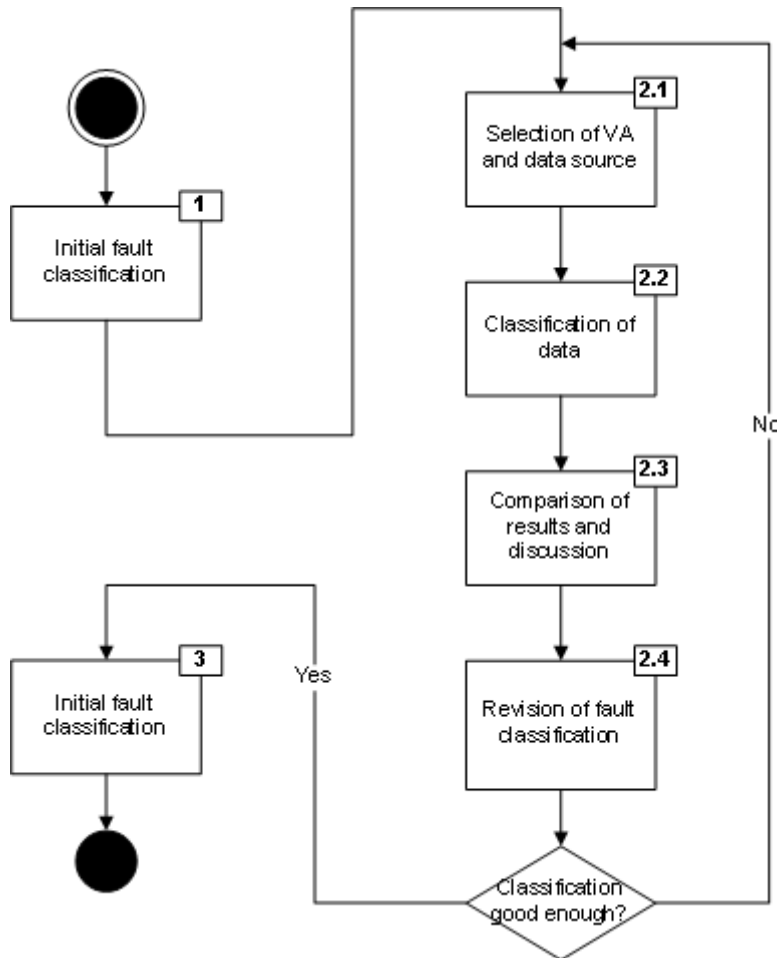 1
Initial fault
classification
2.1
Selection of VA
and data source
2.2
Classification of
data
2.3
Comparison of
results and
discussion
2.4
Revision of fault
classification
Classification
good enough?
No
Yes
3
Initial fault
classification